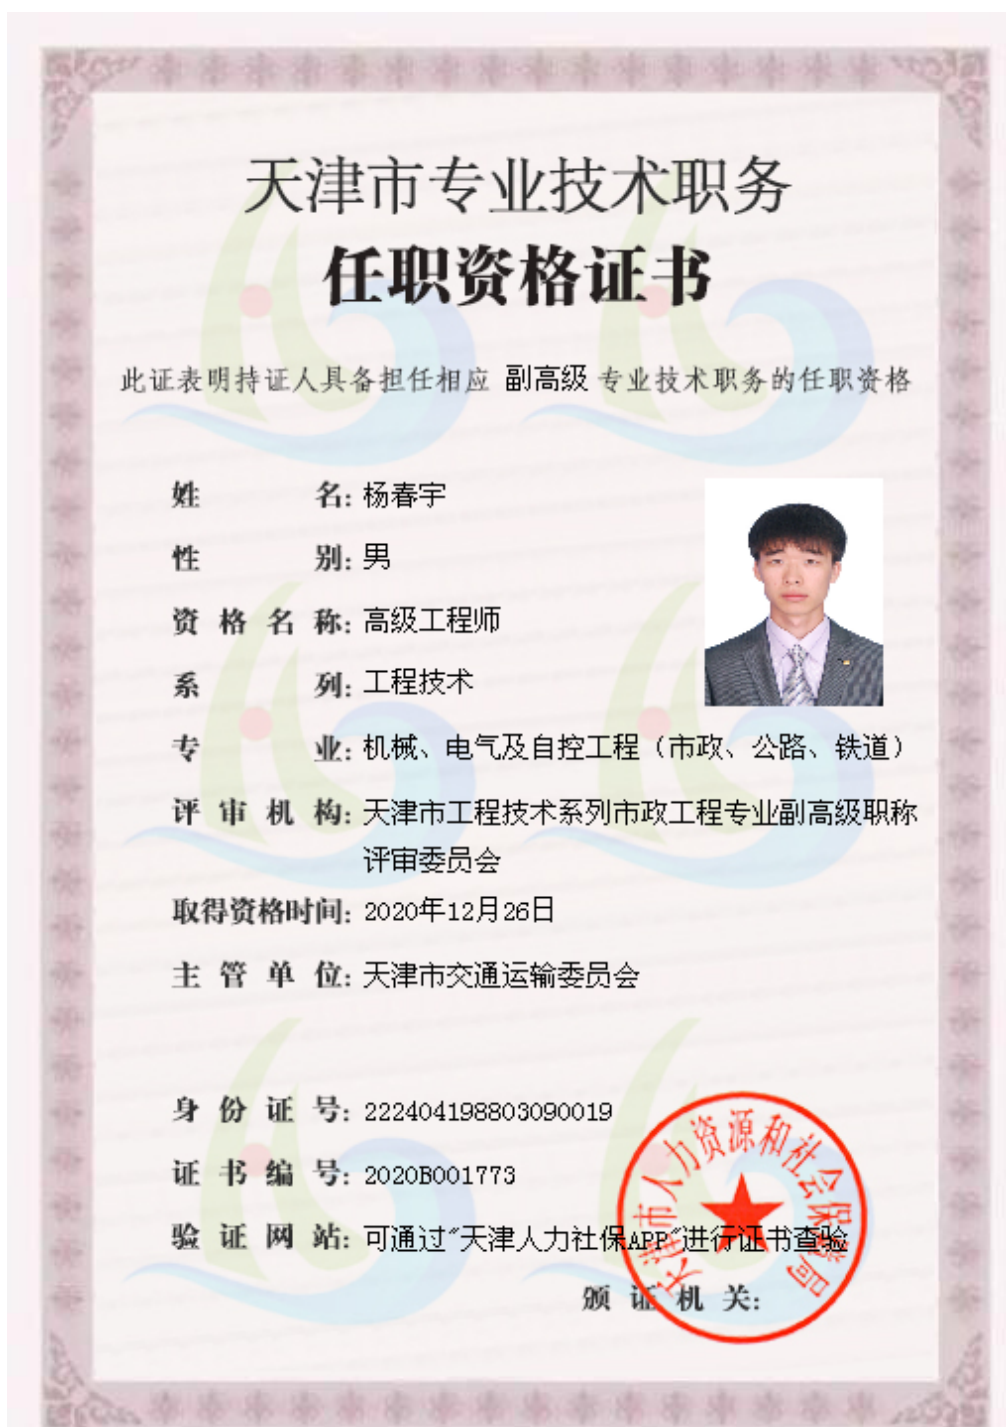 天津市专业技术职务
任职资格证书
此证表明持证人具备担任相应 副高级 专业技术职务的任职资格
姓名：杨春宇
性别：男
资格名称：高级工程师
系列：工程技术
专业：机械、电气及自控工程（市政、公路、铁道）
评审机构：天津市工程技术系列市政工程专业副高级职称
评审委员会
取得资格时间：2020年12月26日
主管单位：天津市交通运输委员会
身份证号：222404198803090019
证书编号：2020B001773
验证网站：可通过"天津人力社保APP"进行证书查验
颁证机关：
天津市人力资源和社会保障局